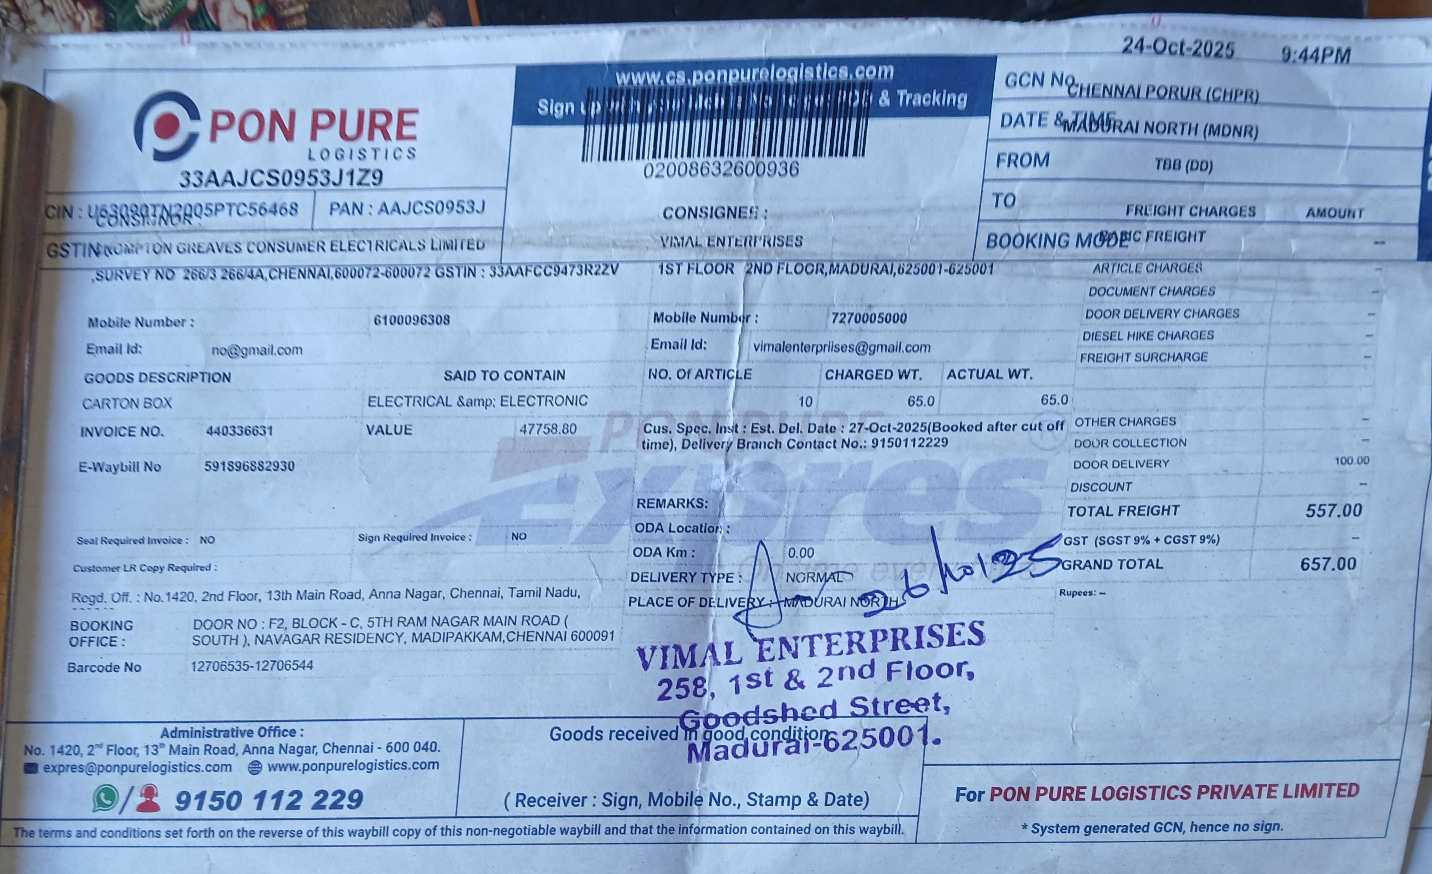 24-Oct-2025 9:44PM
PON PURE
LOGISTICS
33AAJCS0953J1Z9
CIN : U63090TN2005PTC56468 PAN : AAJCS0953J
CONSIGNOR :
GSTIN CROMPTON GREAVES CONSUMER ELECTRICALS LIMITED
,SURVEY NO 266/3 266/4A,CHENNAI,600072-600072 GSTIN : 33AAFCC9473R2ZV
Mobile Number : 6100096308
Email Id: no@gmail.com
www.cs.ponpurelogistics.com
Sign up & Tracking
02008632600936
CONSIGNEE :
VIMAL ENTERPRISES
1ST FLOOR 2ND FLOOR,MADURAI,625001-625001
Mobile Number : 7270005000
Email Id: vimalenterpriises@gmail.com
GCN No. CHENNAI PORUR (CHPR)
DATE & TIME MADURAI NORTH (MDNR)
FROM TBB (DD)
TO FREIGHT CHARGES AMOUNT
BOOKING MODE BASIC FREIGHT --
ARTICLE CHARGES --
DOCUMENT CHARGES --
DOOR DELIVERY CHARGES --
DIESEL HIKE CHARGES --
FREIGHT SURCHARGE --
GOODS DESCRIPTION SAID TO CONTAIN NO. Of ARTICLE CHARGED WT. ACTUAL WT.
CARTON BOX ELECTRICAL &amp; ELECTRONIC 10 65.0 65.0
INVOICE NO. 440336631 VALUE 47758.80
E-Waybill No 591896882930
Cus. Spec. Inst : Est. Del. Date : 27-Oct-2025(Booked after cut off
time), Delivery Branch Contact No.: 9150112229
OTHER CHARGES --
DOOR COLLECTION --
DOOR DELIVERY 100.00
DISCOUNT --
TOTAL FREIGHT 557.00
GST (SGST 9% + CGST 9%) --
GRAND TOTAL 657.00
Rupees: --
PON PURE
Expres
REMARKS:
ODA Location :
ODA Km : 0.00
DELIVERY TYPE : NORMAL
PLACE OF DELIVERY : MADURAI NORTH
26/10/25
Seal Required Invoice : NO Sign Required Invoice : NO
Customer LR Copy Required :
Regd. Off. : No.1420, 2nd Floor, 13th Main Road, Anna Nagar, Chennai, Tamil Nadu,
BOOKING OFFICE : DOOR NO : F2, BLOCK - C, 5TH RAM NAGAR MAIN ROAD (
SOUTH ), NAVAGAR RESIDENCY, MADIPAKKAM,CHENNAI 600091
Barcode No 12706535-12706544
VIMAL ENTERPRISES
258, 1st & 2nd Floor,
Goodshed Street,
Madurai-625001.
Administrative Office :
No. 1420, 2nd Floor, 13th Main Road, Anna Nagar, Chennai - 600 040.
expres@ponpurelogistics.com www.ponpurelogistics.com
9150 112 229
Goods received in good condition
( Receiver : Sign, Mobile No., Stamp & Date)
For PON PURE LOGISTICS PRIVATE LIMITED
* System generated GCN, hence no sign.
The terms and conditions set forth on the reverse of this waybill copy of this non-negotiable waybill and that the information contained on this waybill.